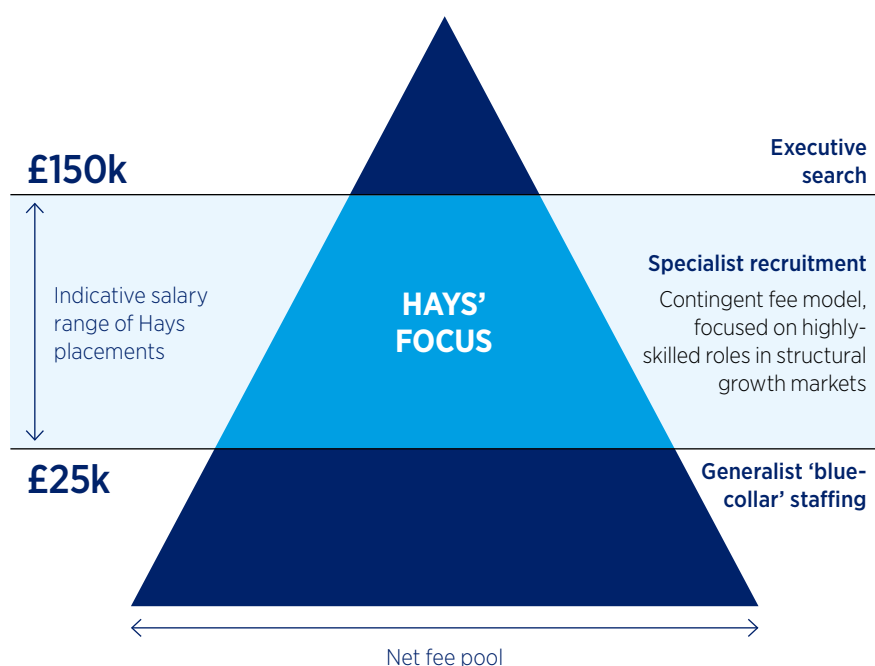 £150k
Executive
search
Indicative salary
range of Hays
placements
HAYS’
FOCUS
Specialist recruitment
Contingent fee model,
focused on highly-
skilled roles in structural
growth markets
£25k
Generalist ‘blue-
collar’ staffing
Net fee pool